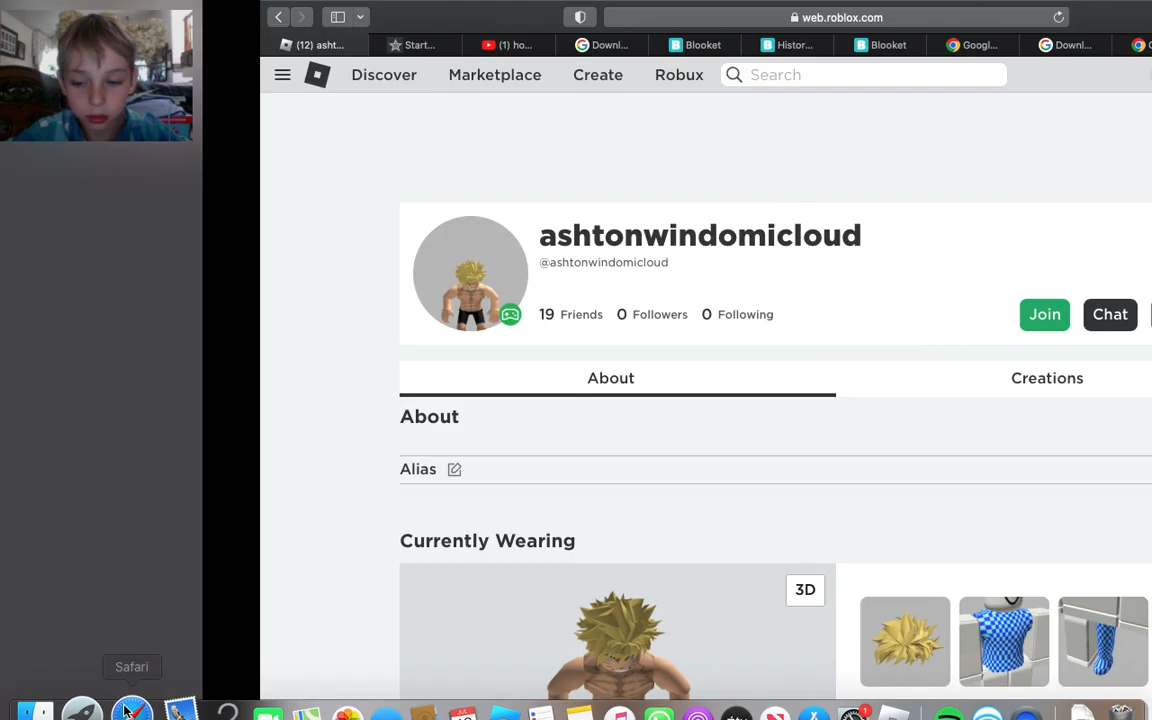 web.roblox.com
(12) asht...
Start...
(1) ho...
Downl...
Blooket
Histor...
Blooket
Googl...
Downl...
Discover
Marketplace
Create
Robux
Search
ashtonwindomicloud
@ashtonwindomicloud
19 Friends 0 Followers 0 Following
Join
Chat
About
Creations
About
Alias
Currently Wearing
3D
Safari